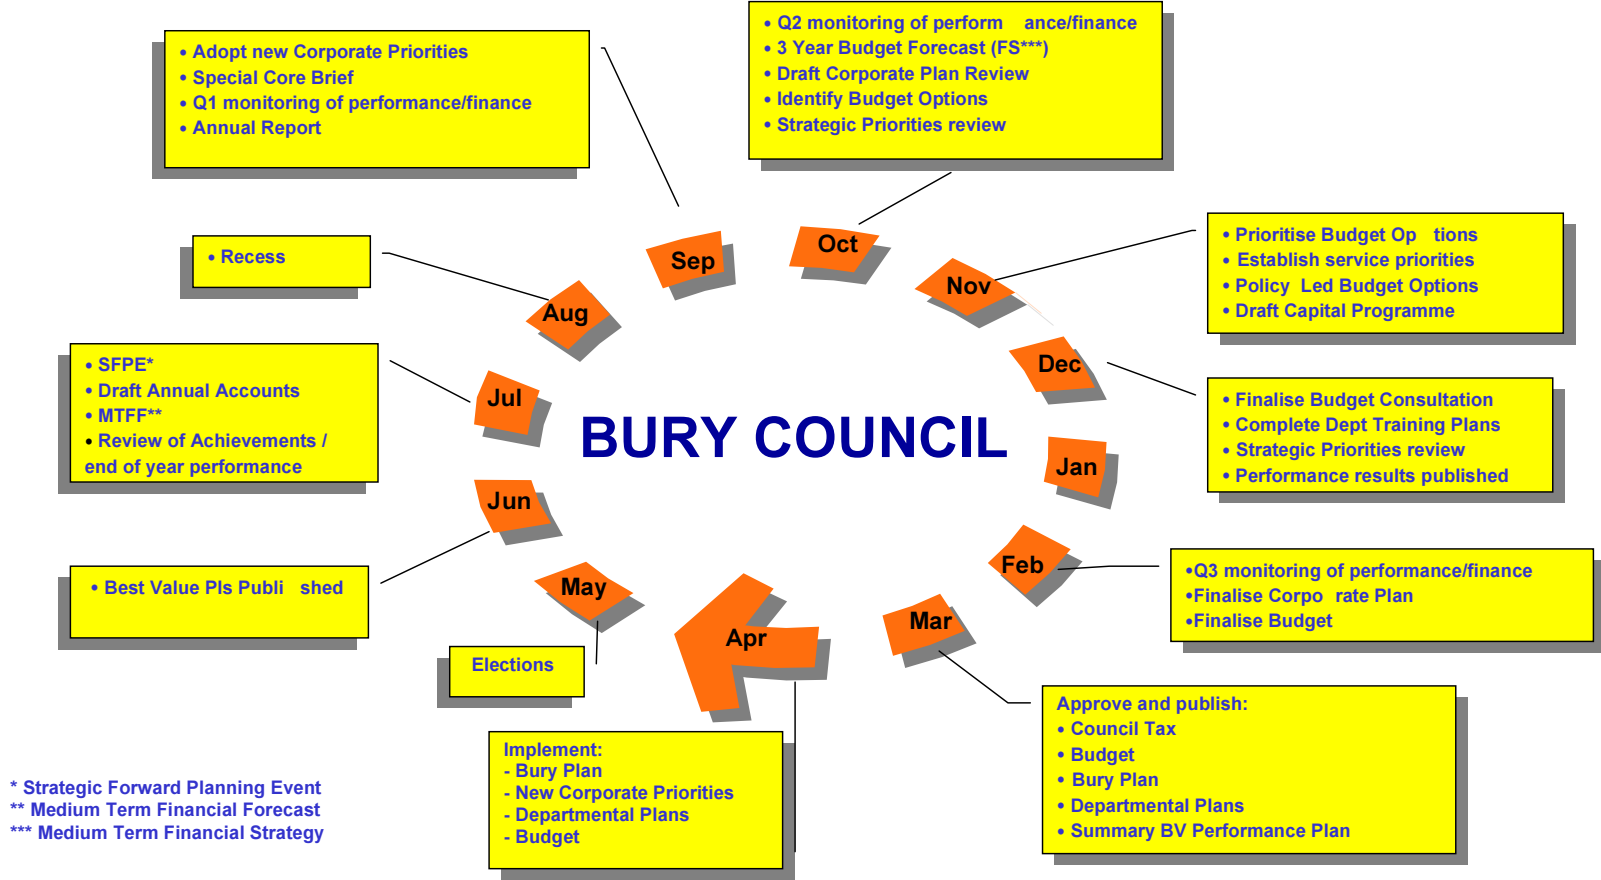 • Adopt new Corporate Priorities
• Special Core Brief
• Q1 monitoring of performance/finance
• Annual Report
• Q2 monitoring of perform ance/finance
• 3 Year Budget Forecast (FS***)
• Draft Corporate Plan Review
• Identify Budget Options
• Strategic Priorities review
• Recess
Sep
Oct
Nov
Aug
• Prioritise Budget Op tions
• Establish service priorities
• Policy Led Budget Options
• Draft Capital Programme
• SFPE*
• Draft Annual Accounts
• MTFF**
• Review of Achievements /
end of year performance
Jul
Dec
BURY COUNCIL
• Finalise Budget Consultation
• Complete Dept Training Plans
• Strategic Priorities review
• Performance results published
Jan
Jun
• Best Value PIs Publi shed
May
Feb
•Q3 monitoring of performance/finance
•Finalise Corpo rate Plan
•Finalise Budget
Elections
Apr
Mar
Approve and publish:
• Council Tax
• Budget
• Bury Plan
• Departmental Plans
• Summary BV Performance Plan
Implement:
- Bury Plan
- New Corporate Priorities
- Departmental Plans
- Budget
* Strategic Forward Planning Event
** Medium Term Financial Forecast
*** Medium Term Financial Strategy